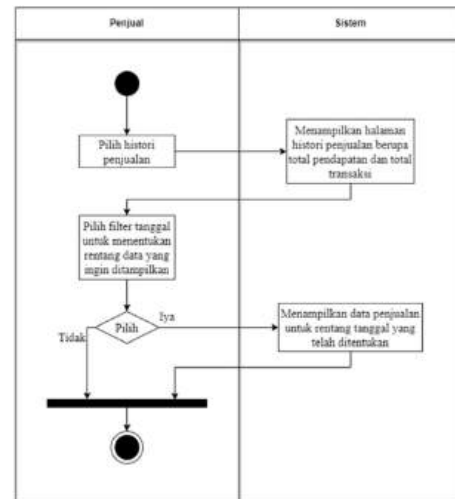 Penjual
Sistem
Pilih histori
penjualan
Menampilkan halaman
histori penjualan berupa
total pendapatan dan total
transaksi
Pilih filter tanggal
untuk menentukan
rentang data yang
ingin ditampilkan
Pilih
Iya
Tidak
Menampilkan data penjualan
untuk rentang tanggal yang
telah ditentukan